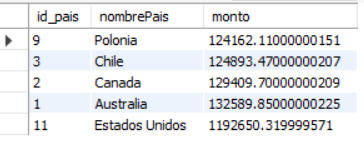 id_pais nombrePais monto
9 Polonia 124162.11000000151
3 Chile 124893.47000000207
2 Canada 129409.70000000209
1 Australia 132589.85000000225
11 Estados Unidos 1192650.319999571